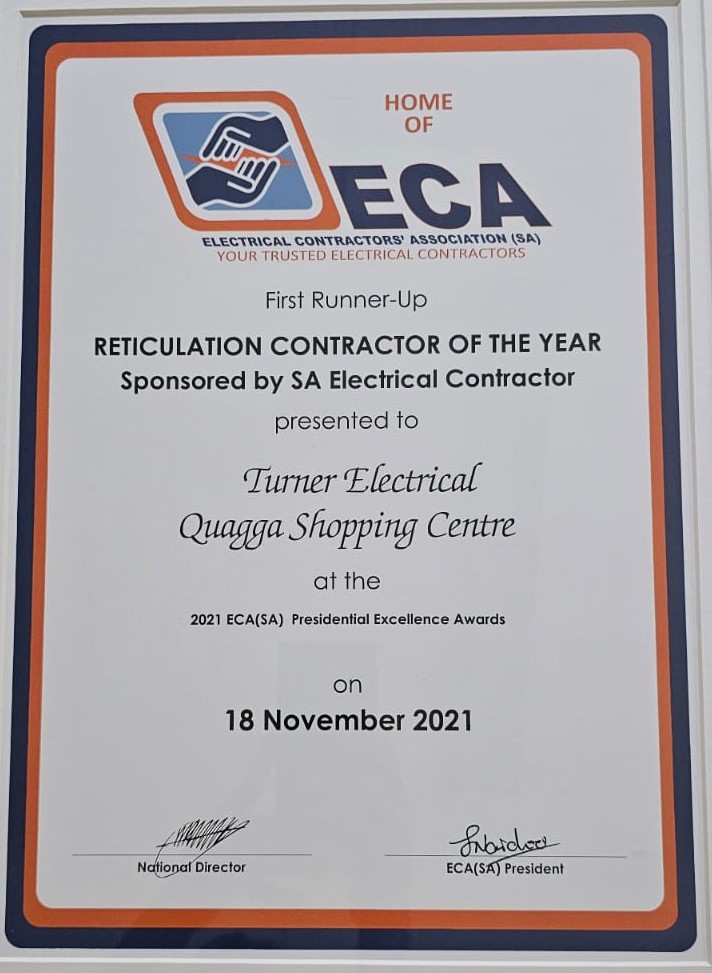 HOME
OF
ECA
ELECTRICAL CONTRACTORS' ASSOCIATION (SA)
YOUR TRUSTED ELECTRICAL CONTRACTORS
First Runner-Up
RETICULATION CONTRACTOR OF THE YEAR
Sponsored by SA Electrical Contractor
presented to
Turner Electrical
Quagga Shopping Centre
at the
2021 ECA(SA) Presidential Excellence Awards
on
18 November 2021
National Director
ECA(SA) President